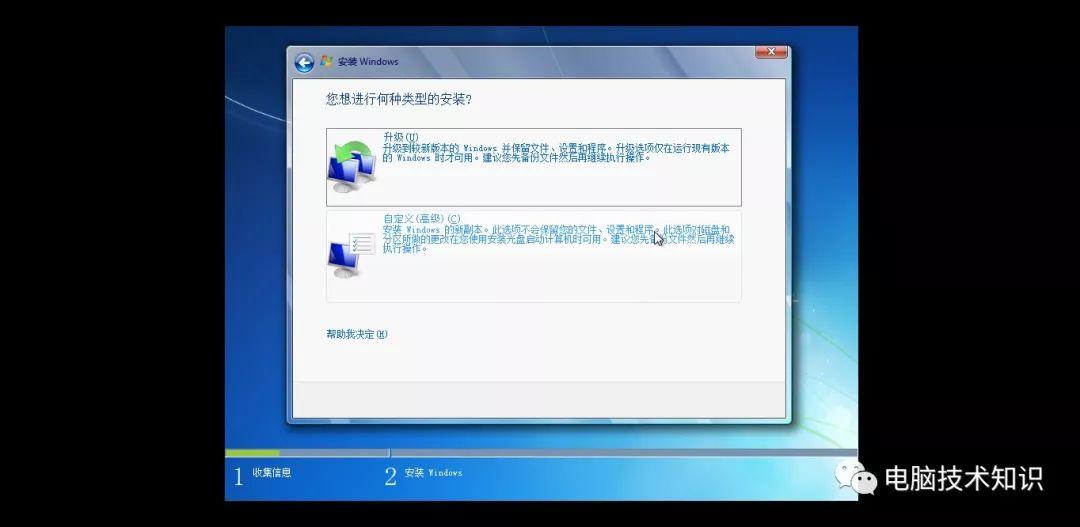 安装 Windows
您想进行何种类型的安装?
升级(U)
升级到较新版本的 Windows 并保留文件、设置和程序。升级选项仅在运行现有版本
的 Windows 时才可用。建议您先备份文件然后再继续执行操作。
自定义(高级)(C)
安装 Windows 的新副本。此选项不会保留您的文件、设置和程序。此选项对磁盘和
分区所做的更改在您使用安装光盘启动计算机时可用。建议您先备份文件然后再继续
执行操作。
帮助我决定(H)
1 收集信息
2 安装 Windows
电脑技术知识